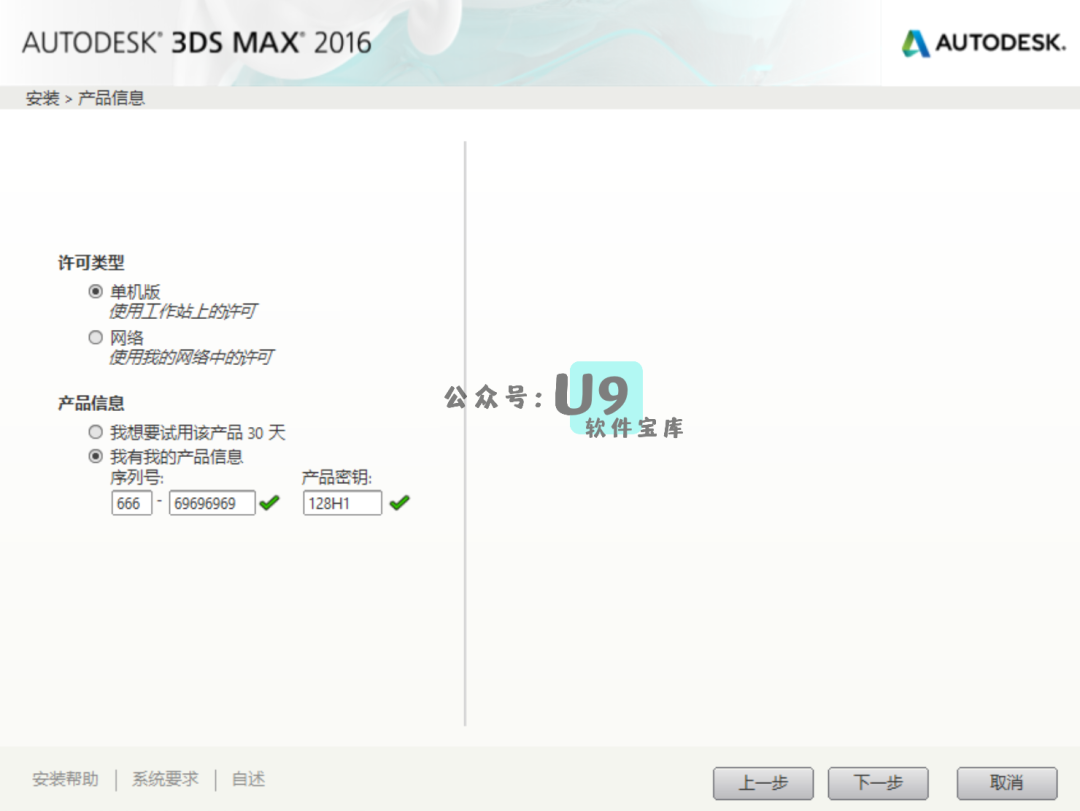 AUTODESK® 3DS MAX® 2016
AUTODESK.
安装 > 产品信息
许可类型
单机版
使用工作站上的许可
网络
使用我的网络中的许可
产品信息
我想要试用该产品 30 天
我有我的产品信息
序列号: 产品密钥:
666 - 69696969 128H1
公众号: U9
软件宝库
安装帮助 | 系统要求 | 自述
上一步 下一步 取消